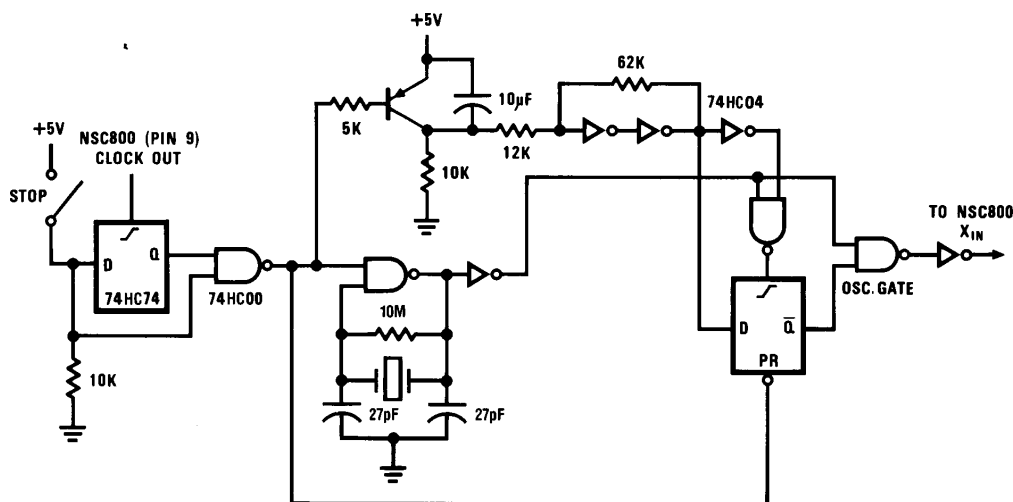 +5V
62K
10µF
74HC04
5K
+5V
NSC800 (PIN 9)
CLOCK OUT
12K
10K
STOP
TO NSC800
XIN
D
Q
74HC74
74HC00
OSC. GATE
10M
D
Q̅
PR
10K
27pF
27pF